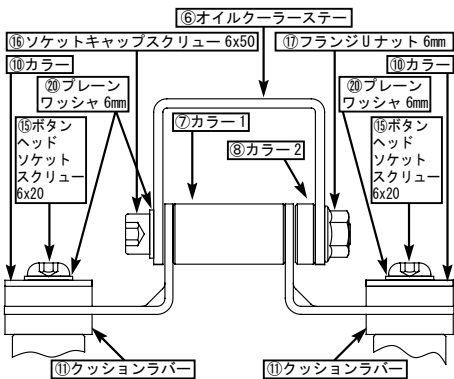 ⑥オイルクーラーステー
⑯ソケットキャップスクリュー 6x50
⑰フランジUナット 6mm
⑩カラー
⑩カラー
⑳プレーン
ワッシャ 6mm
⑳プレーン
ワッシャ 6mm
⑦カラー1
⑧カラー2
⑮ボタン
ヘッド
ソケット
スクリュー
6x20
⑮ボタン
ヘッド
ソケット
スクリュー
6x20
⑪クッションラバー
⑪クッションラバー